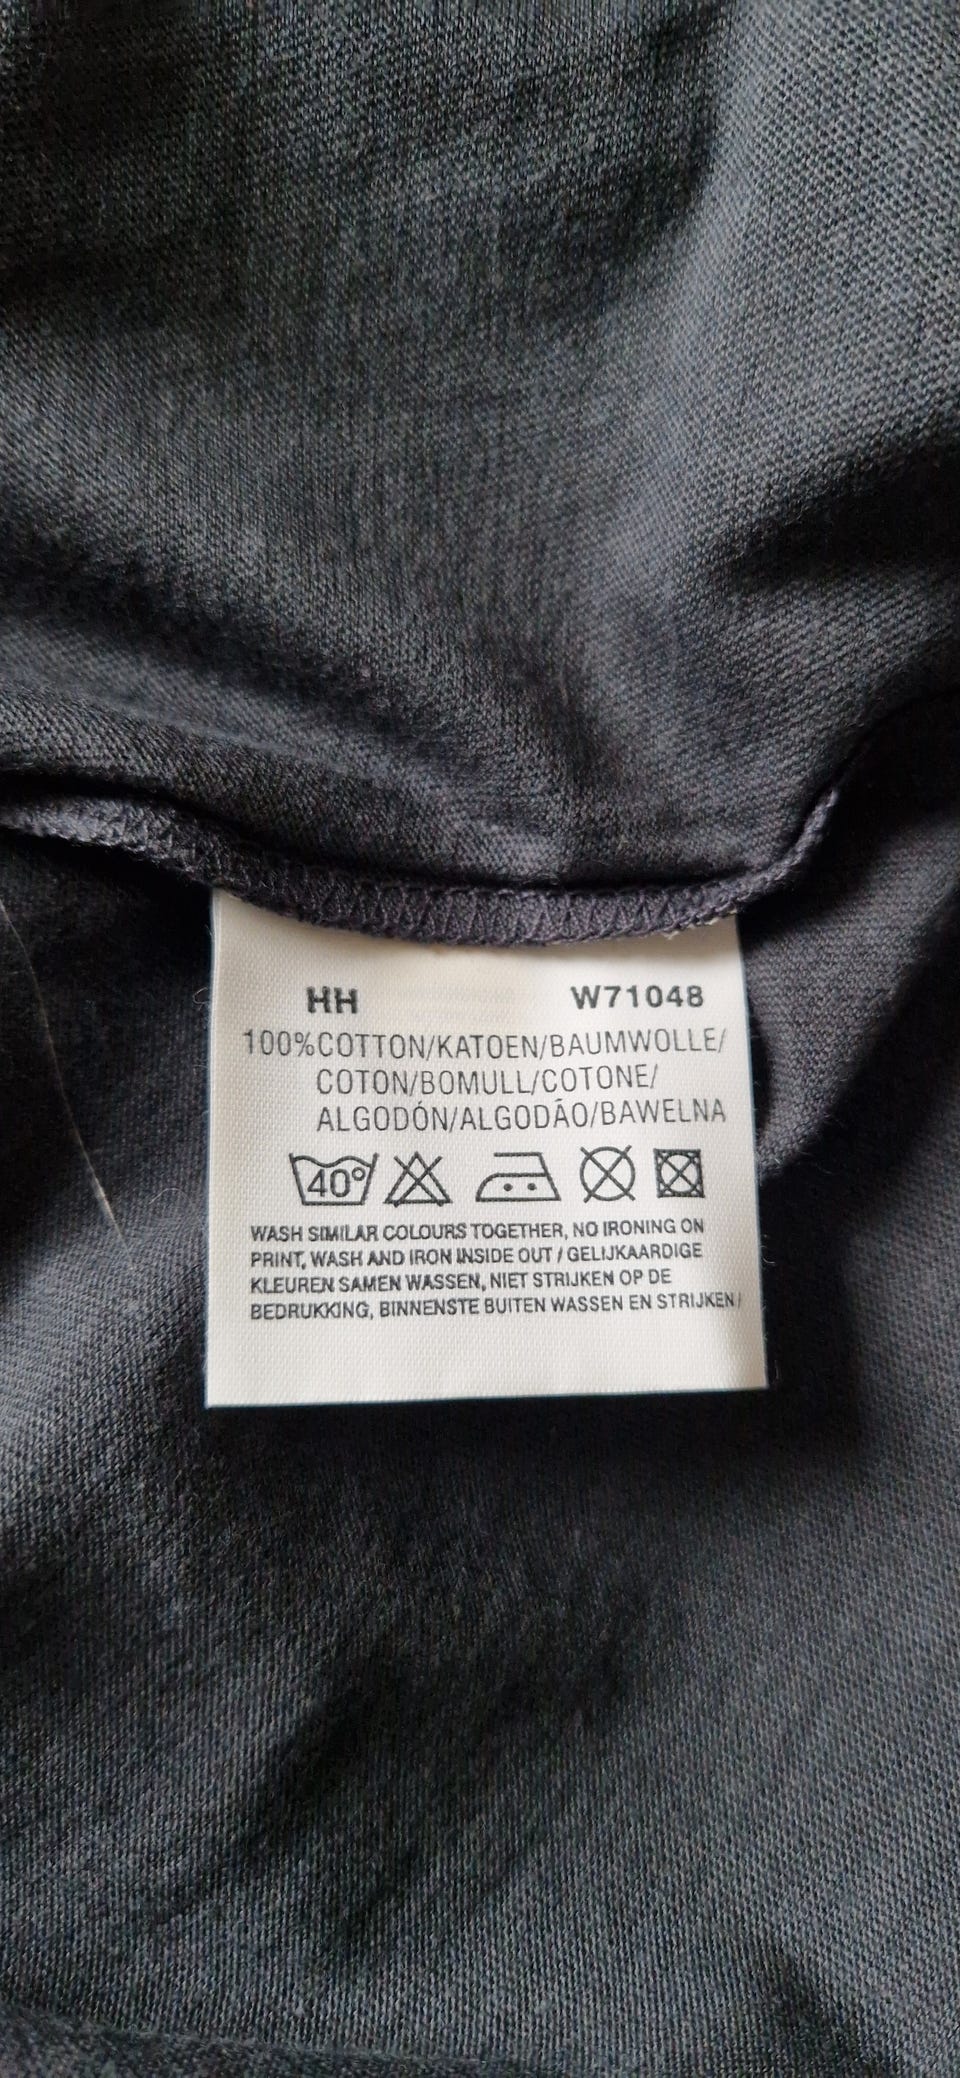 HH W71048
100%COTTON/KATOEN/BAUMWOLLE/
COTON/BOMULL/COTONE/
ALGODÓN/ALGODÃO/BAWELNA
40°
WASH SIMILAR COLOURS TOGETHER, NO IRONING ON
PRINT, WASH AND IRON INSIDE OUT / GELIJKAARDIGE
KLEUREN SAMEN WASSEN, NIET STRIJKEN OP DE
BEDRUKKING, BINNENSTE BUITEN WASSEN EN STRIJKEN/